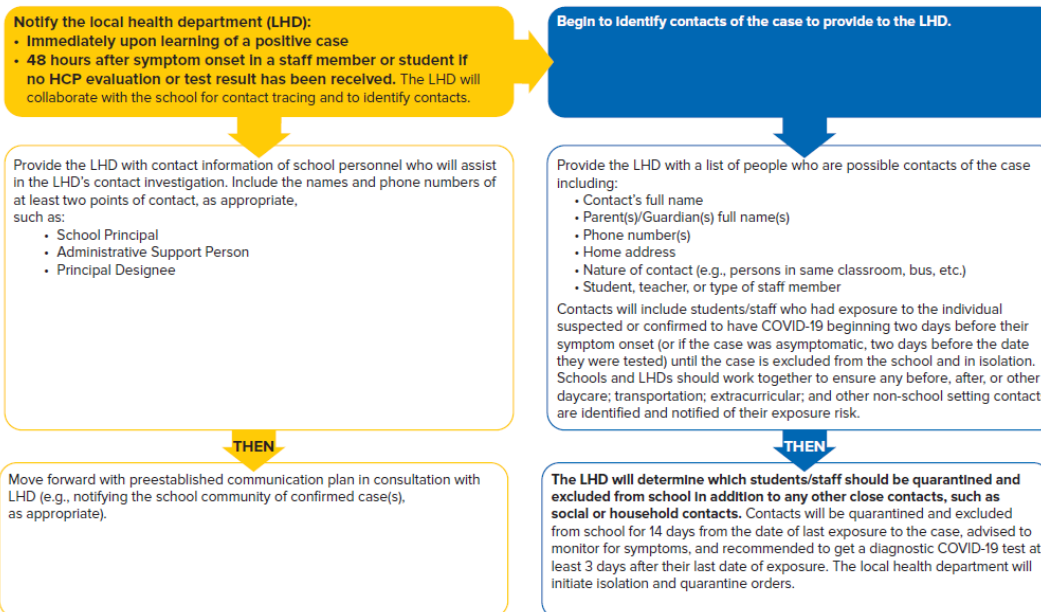 Notify the local health department (LHD):
• Immediately upon learning of a positive case
• 48 hours after symptom onset in a staff member or student if
no HCP evaluation or test result has been received. The LHD will
collaborate with the school for contact tracing and to identify contacts.
Begin to identify contacts of the case to provide to the LHD.
Provide the LHD with contact information of school personnel who will assist
in the LHD's contact investigation. Include the names and phone numbers of
at least two points of contact, as appropriate,
such as:
• School Principal
• Administrative Support Person
• Principal Designee
Provide the LHD with a list of people who are possible contacts of the case
including:
• Contact's full name
• Parent(s)/Guardian(s) full name(s)
• Phone number(s)
• Home address
• Nature of contact (e.g., persons in same classroom, bus, etc.)
• Student, teacher, or type of staff member
Contacts will include students/staff who had exposure to the individual
suspected or confirmed to have COVID-19 beginning two days before their
symptom onset (or if the case was asymptomatic, two days before the date
they were tested) until the case is excluded from the school and in isolation.
Schools and LHDs should work together to ensure any before, after, or other
daycare; transportation; extracurricular; and other non-school setting contact
are identified and notified of their exposure risk.
THEN
THEN
Move forward with preestablished communication plan in consultation with
LHD (e.g., notifying the school community of confirmed case(s),
as appropriate).
The LHD will determine which students/staff should be quarantined and
excluded from school in addition to any other close contacts, such as
social or household contacts. Contacts will be quarantined and excluded
from school for 14 days from the date of last exposure to the case, advised to
monitor for symptoms, and recommended to get a diagnostic COVID-19 test at
least 3 days after their last date of exposure. The local health department will
initiate isolation and quarantine orders.